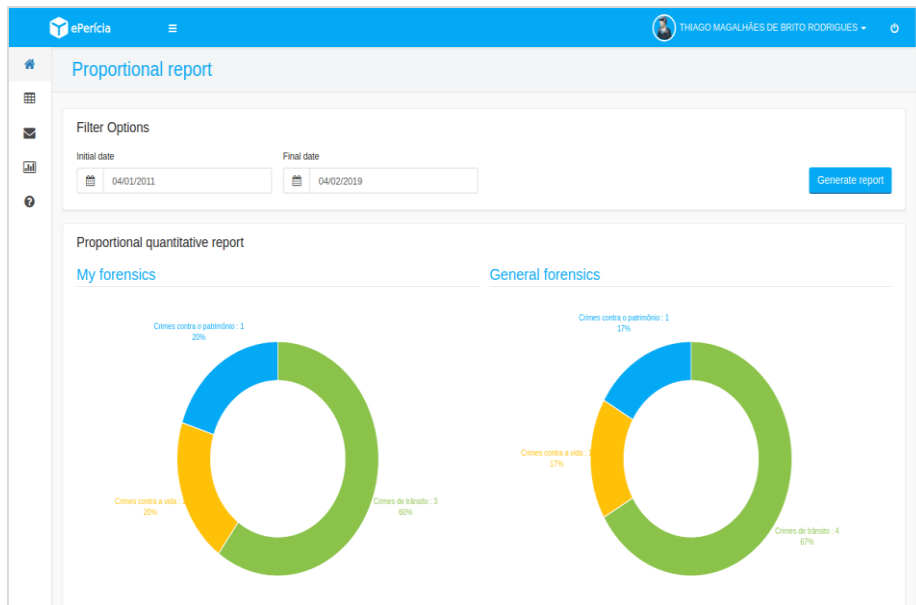 ePerícia
THIAGO MAGALHÃES DE BRITO RODRIGUES
Proportional report
Filter Options
Initial date
Final date
04/01/2011
04/02/2019
Generate report
Proportional quantitative report
My forensics
General forensics
Crimes contra o patrimônio : 1
20%
Crimes contra a vida :
20%
Crimes de trânsito : 3
60%
Crimes contra o patrimônio : 1
17%
Crimes contra a vida :
17%
Crimes de trânsito : 4
67%